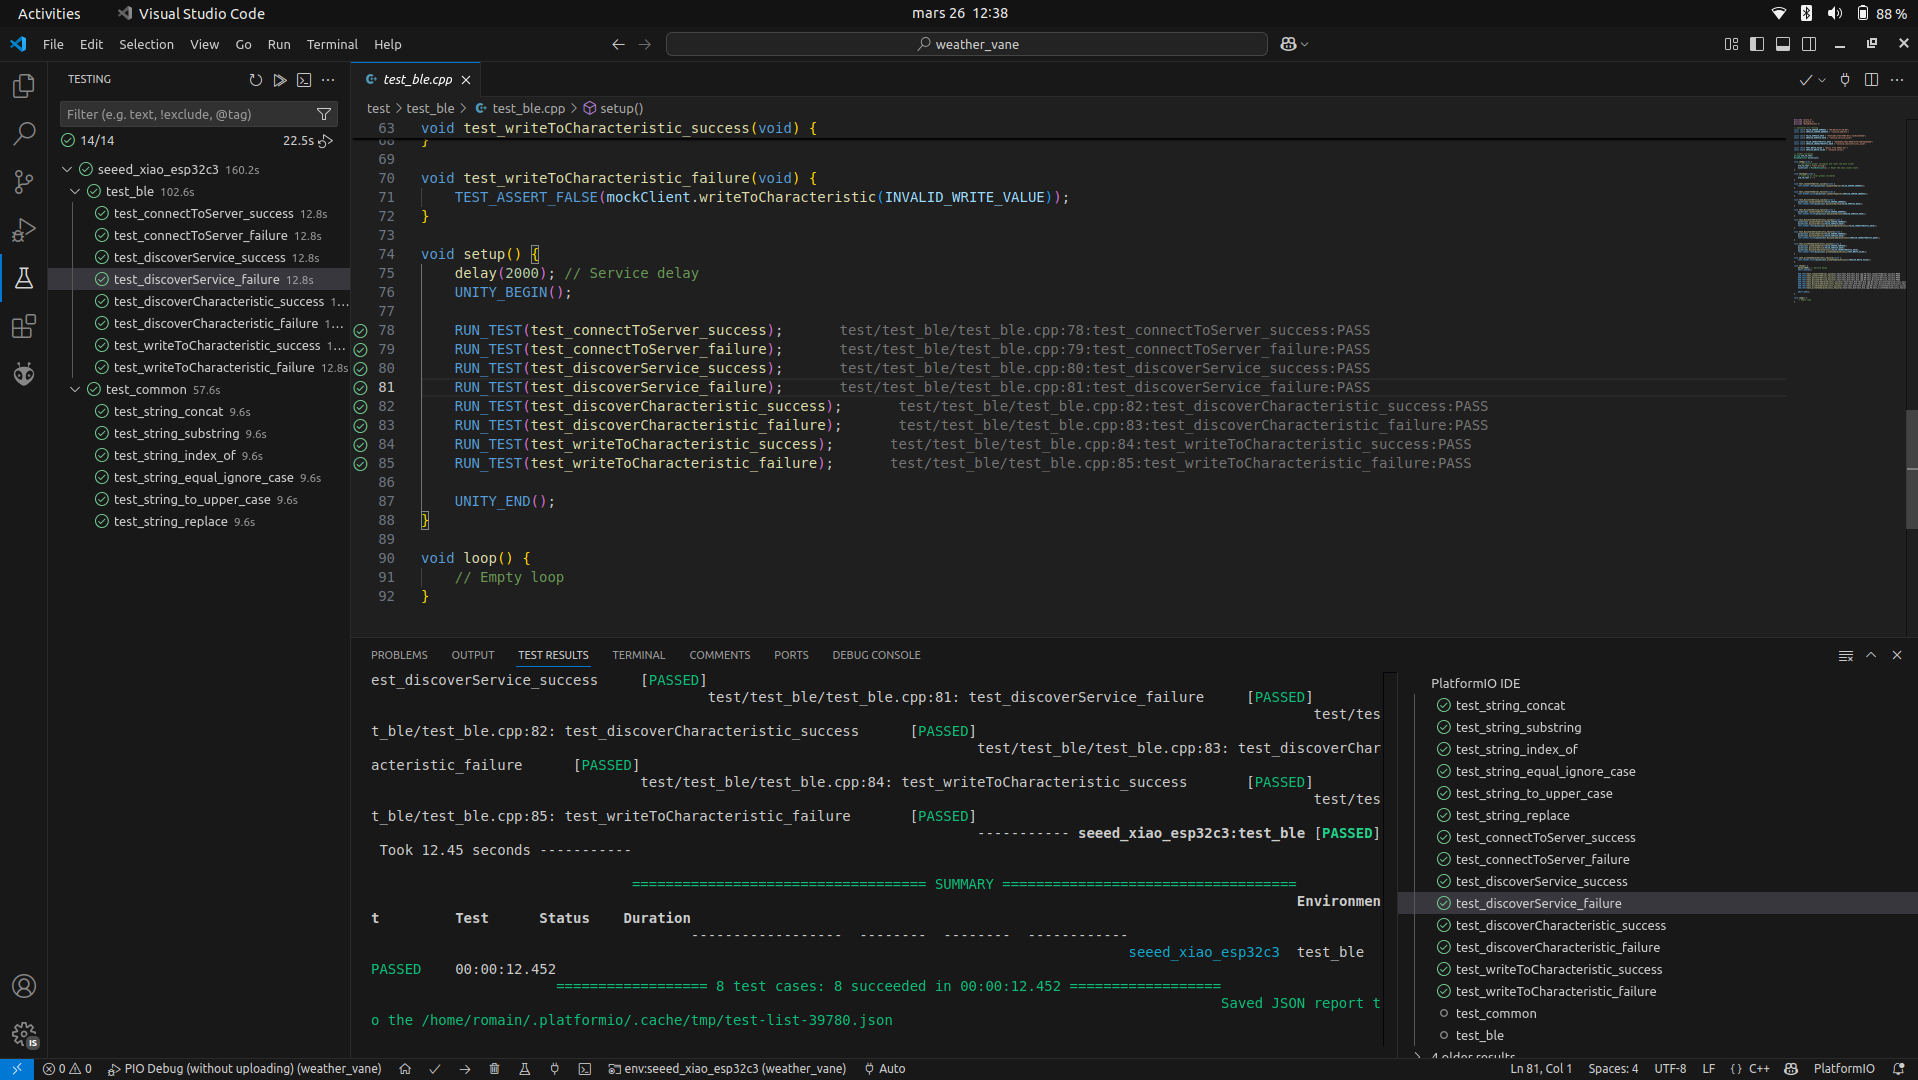 Activities
Visual Studio Code
mars 26 12:38
88 %
File Edit Selection View Go Run Terminal Help
weather_vane
TESTING
Filter (e.g. text, !exclude, @tag)
14/14
22.5s
seeed_xiao_esp32c3 160.2s
test_ble 102.6s
test_connectToServer_success 12.8s
test_connectToServer_failure 12.8s
test_discoverService_success 12.8s
test_discoverService_failure 12.8s
test_discoverCharacteristic_success 1...
test_discoverCharacteristic_failure 1...
test_writeToCharacteristic_success 1...
test_writeToCharacteristic_failure 12.8s
test_common 57.6s
test_string_concat 9.6s
test_string_substring 9.6s
test_string_index_of 9.6s
test_string_equal_ignore_case 9.6s
test_string_to_upper_case 9.6s
test_string_replace 9.6s
test_ble.cpp
test > test_ble > test_ble.cpp > setup()
63 void test_writeToCharacteristic_success(void) {
68 }
69
70 void test_writeToCharacteristic_failure(void) {
71 TEST_ASSERT_FALSE(mockClient.writeToCharacteristic(INVALID_WRITE_VALUE));
72 }
73
74 void setup() {
75 delay(2000); // Service delay
76 UNITY_BEGIN();
77
78 RUN_TEST(test_connectToServer_success); test/test_ble/test_ble.cpp:78:test_connectToServer_success:PASS
79 RUN_TEST(test_connectToServer_failure); test/test_ble/test_ble.cpp:79:test_connectToServer_failure:PASS
80 RUN_TEST(test_discoverService_success); test/test_ble/test_ble.cpp:80:test_discoverService_success:PASS
81 RUN_TEST(test_discoverService_failure); test/test_ble/test_ble.cpp:81:test_discoverService_failure:PASS
82 RUN_TEST(test_discoverCharacteristic_success); test/test_ble/test_ble.cpp:82:test_discoverCharacteristic_success:PASS
83 RUN_TEST(test_discoverCharacteristic_failure); test/test_ble/test_ble.cpp:83:test_discoverCharacteristic_failure:PASS
84 RUN_TEST(test_writeToCharacteristic_success); test/test_ble/test_ble.cpp:84:test_writeToCharacteristic_success:PASS
85 RUN_TEST(test_writeToCharacteristic_failure); test/test_ble/test_ble.cpp:85:test_writeToCharacteristic_failure:PASS
86
87 UNITY_END();
88 }
89
90 void loop() {
91 // Empty loop
92 }
PROBLEMS OUTPUT TEST RESULTS TERMINAL COMMENTS PORTS DEBUG CONSOLE
est_discoverService_success [PASSED]
test/test_ble/test_ble.cpp:81: test_discoverService_failure [PASSED]
test/tes
t_ble/test_ble.cpp:82: test_discoverCharacteristic_success [PASSED]
test/test_ble/test_ble.cpp:83: test_discoverChar
acteristic_failure [PASSED]
test/test_ble/test_ble.cpp:84: test_writeToCharacteristic_success [PASSED]
test/tes
t_ble/test_ble.cpp:85: test_writeToCharacteristic_failure [PASSED]
----------- seeed_xiao_esp32c3:test_ble [PASSED]
Took 12.45 seconds -----------
=================================== SUMMARY ===================================
Environmen
t Test Status Duration
------------------ -------- -------- ------------
seeed_xiao_esp32c3 test_ble
PASSED 00:00:12.452
================== 8 test cases: 8 succeeded in 00:00:12.452 ==================
Saved JSON report t
o the /home/romain/.platformio/.cache/tmp/test-list-39780.json
PlatformIO IDE
test_string_concat
test_string_substring
test_string_index_of
test_string_equal_ignore_case
test_string_to_upper_case
test_string_replace
test_connectToServer_success
test_connectToServer_failure
test_discoverService_success
test_discoverService_failure
test_discoverCharacteristic_success
test_discoverCharacteristic_failure
test_writeToCharacteristic_success
test_writeToCharacteristic_failure
test_common
test_ble
4 older results
IS
0 0 PIO Debug (without uploading) (weather_vane) env:seeed_xiao_esp32c3 (weather_vane) Auto
Ln 81, Col 1 Spaces: 4 UTF-8 LF {} C++ PlatformIO